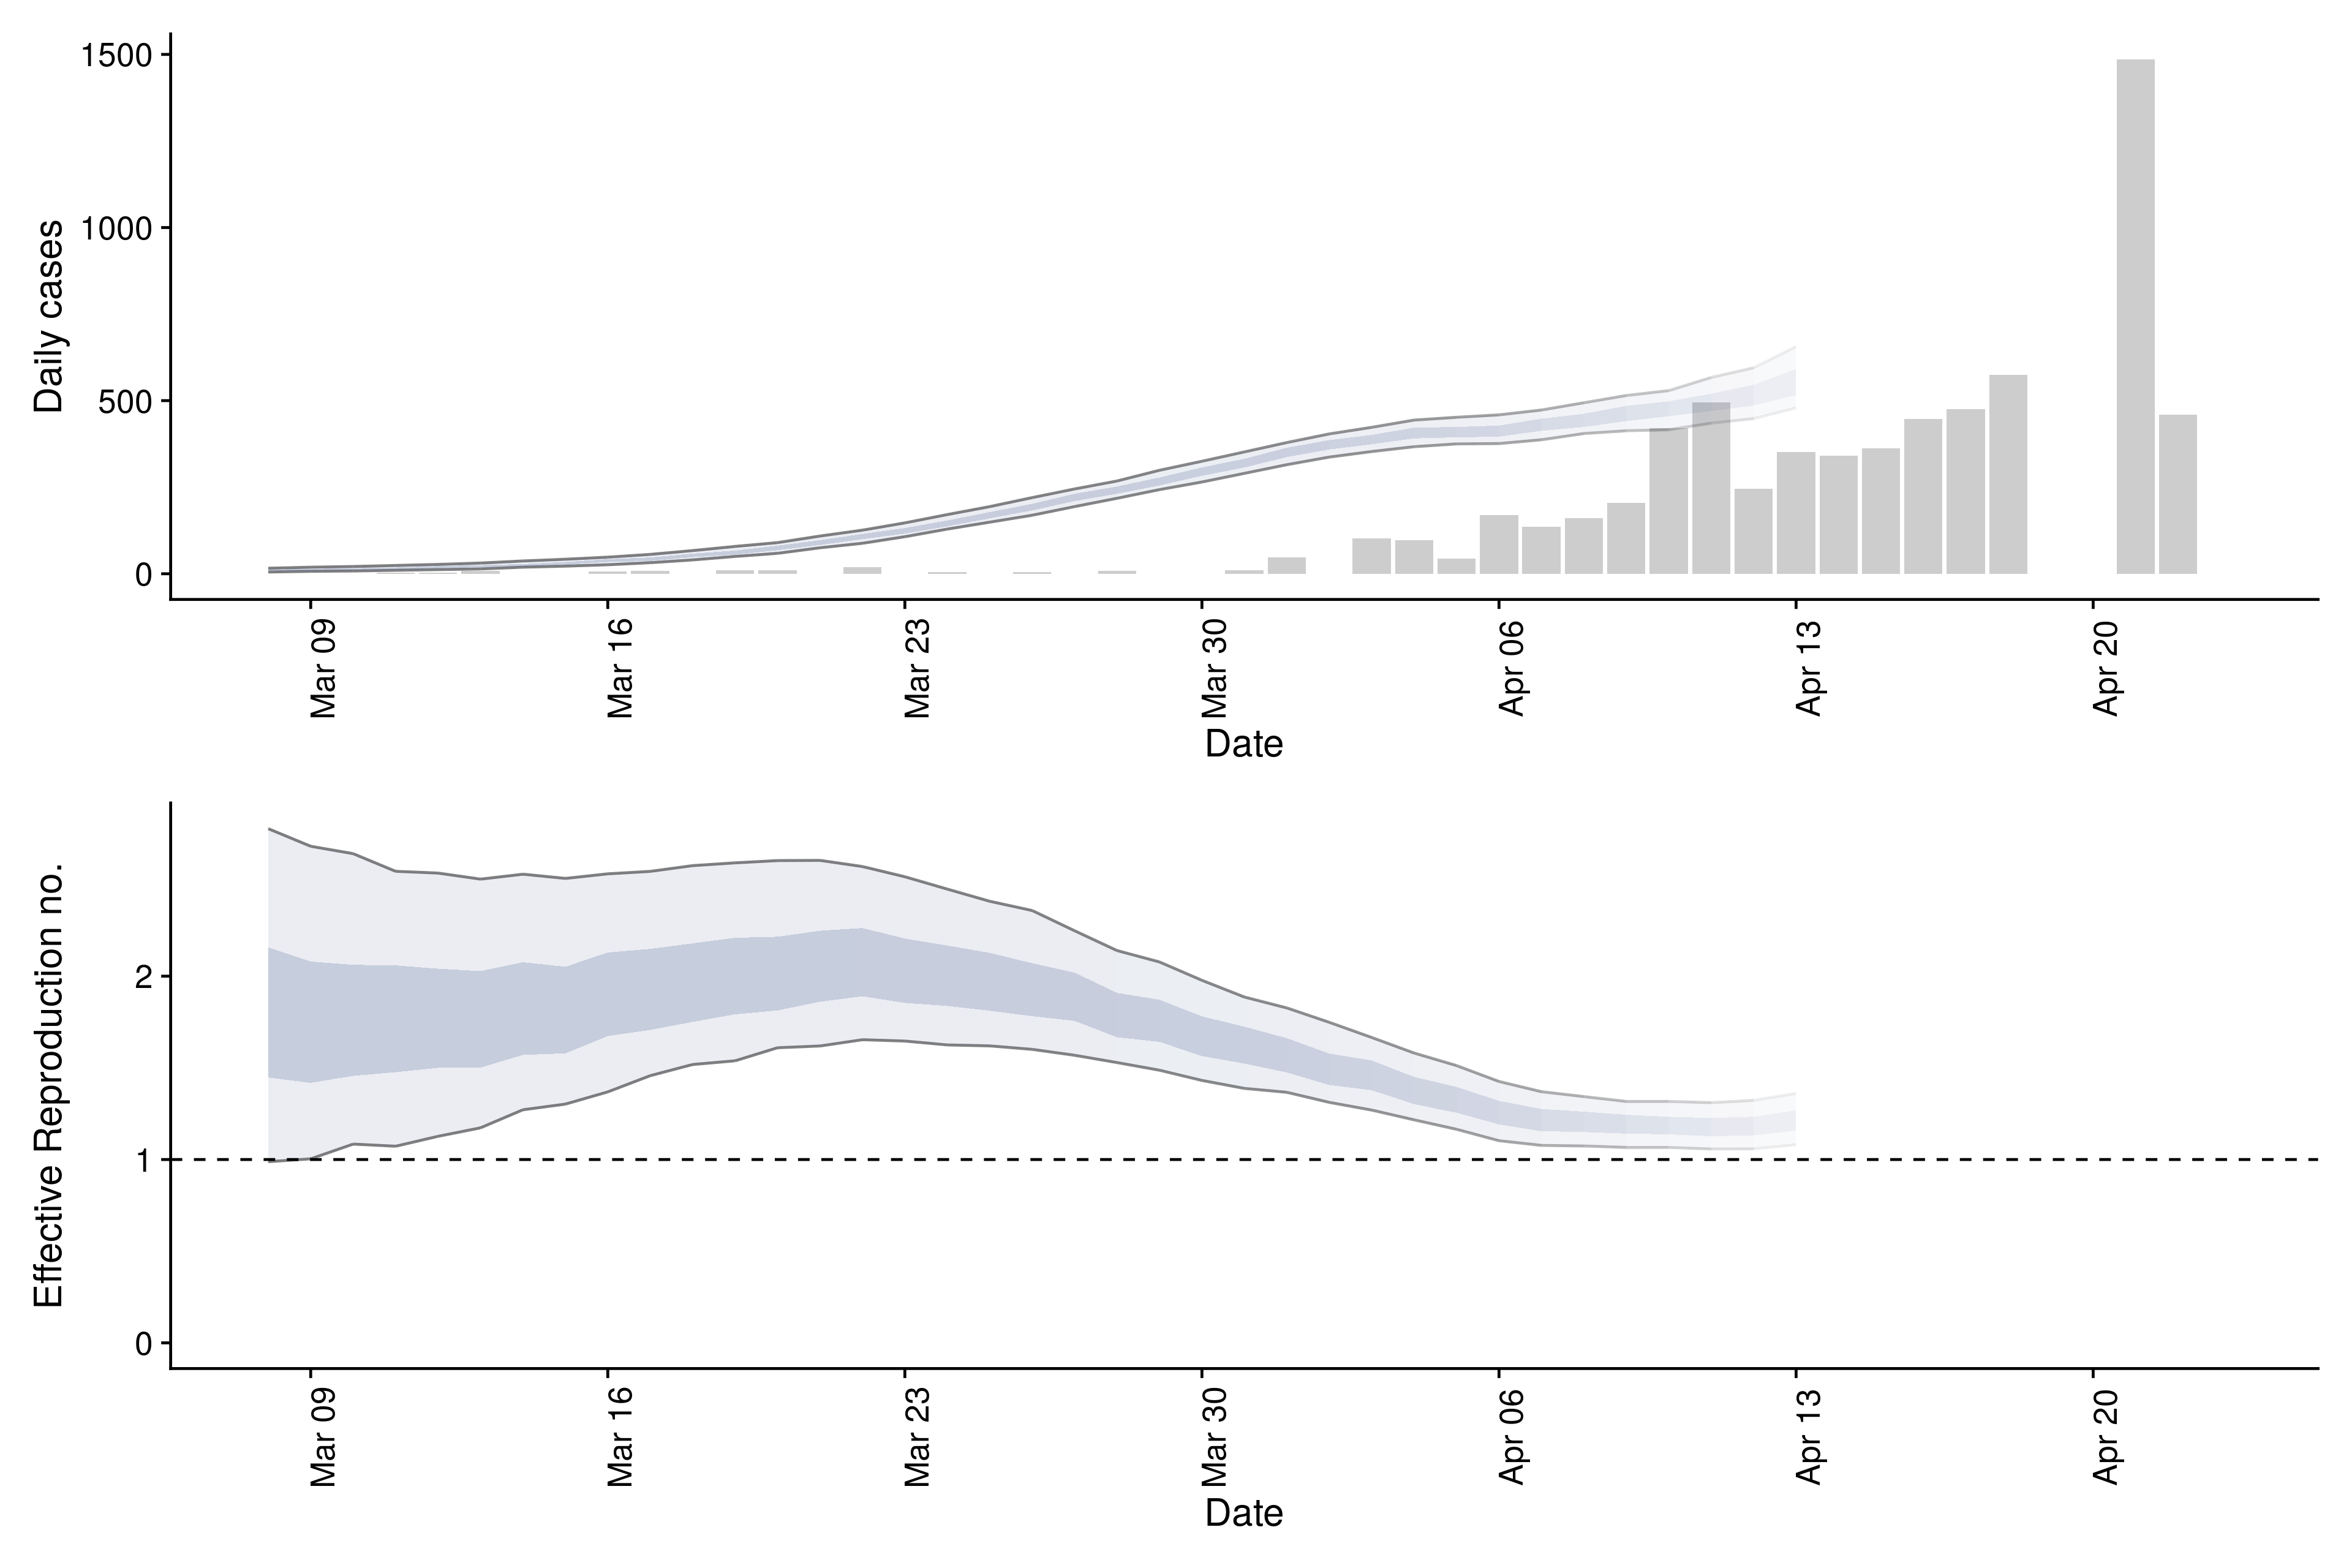 Daily cases
1500
1000
500
0
Mar 09
Mar 16
Mar 23
Mar 30
Apr 06
Apr 13
Apr 20
Date
Effective Reproduction no.
2
1
0
Mar 09
Mar 16
Mar 23
Mar 30
Apr 06
Apr 13
Apr 20
Date